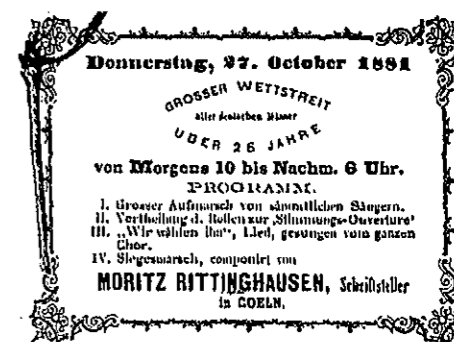 Donnerstag, 27. October 1881
GROSSER WETTSTREIT
aller deutschen Männer
ÜBER 26 JAHRE
von Morgens 10 bis Nachm. 6 Uhr.
PROGRAMM.
I. Grosser Aufmarsch von sämmtlichen Sängern.
II. Vertheilung d. Rollen zur „Stimmungs-Ouverture“
III. „Wir wählen ihn“, Lied, gesungen vom ganzen
Chor.
IV. Siegesmarsch, componirt von
MORITZ RITTINGHAUSEN, Schriftsteller
in COELN.